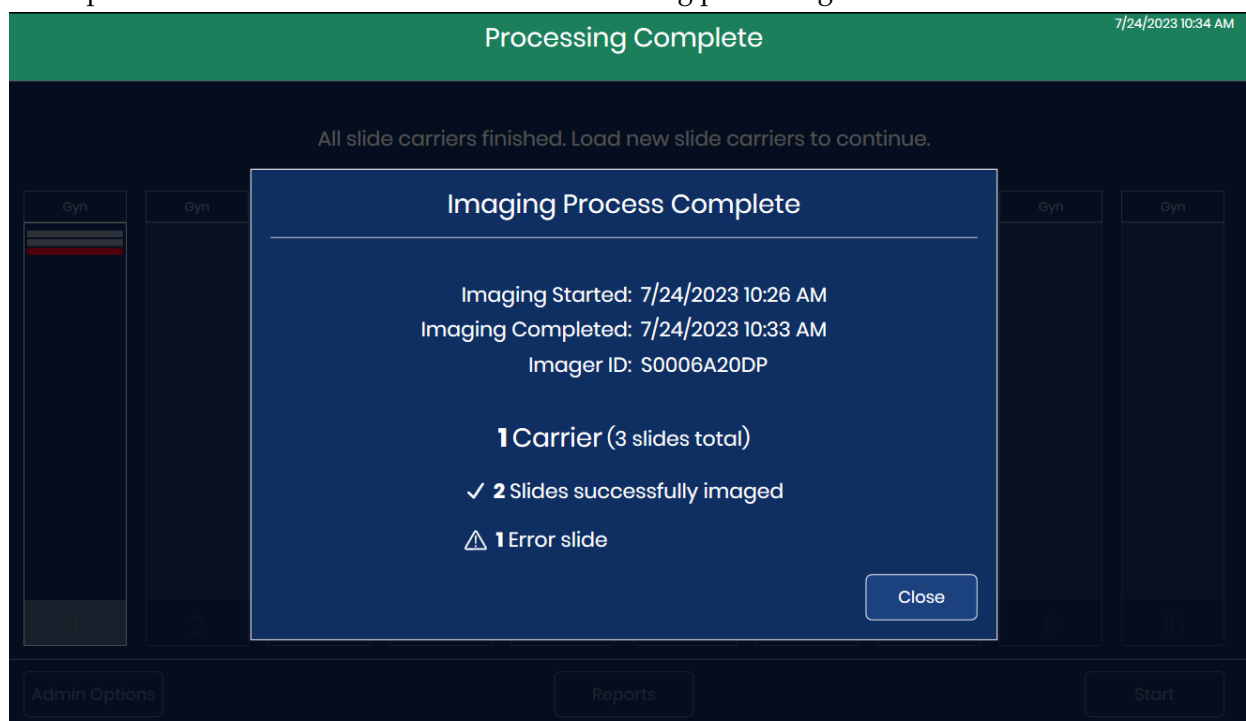 Processing Complete
7/24/2023 10:34 AM
All slide carriers finished. Load new slide carriers to continue.
Gyn
Gyn
Gyn
Gyn
Imaging Process Complete
Imaging Started: 7/24/2023 10:26 AM
Imaging Completed: 7/24/2023 10:33 AM
Imager ID: S0006A20DP
1 Carrier (3 slides total)
✓ 2 Slides successfully imaged
⚠ 1 Error slide
Close
1
2
9
10
Admin Options
Reports
Start